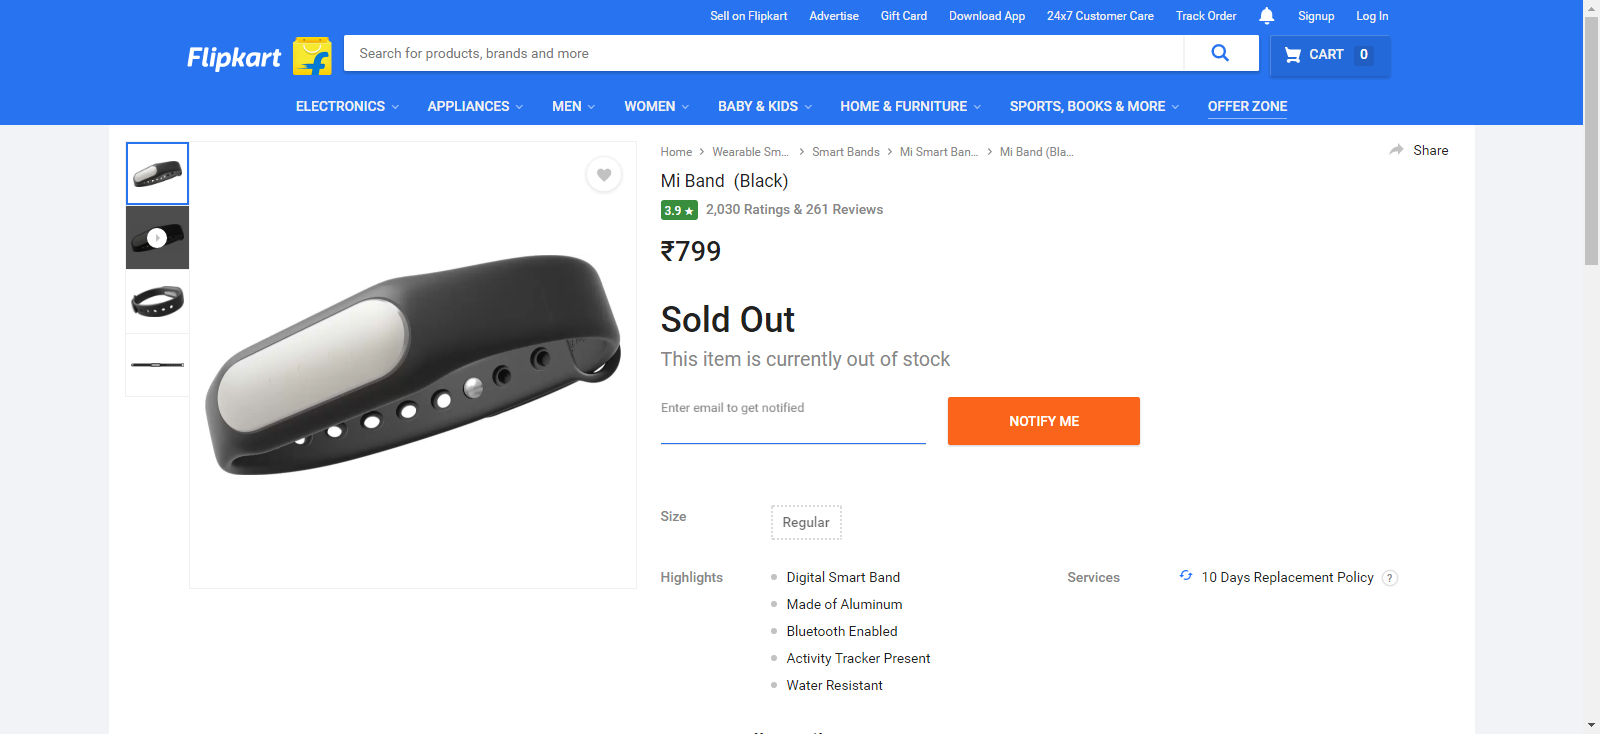 Sell on Flipkart Advertise Gift Card Download App 24x7 Customer Care Track Order Signup Log In
Flipkart
Search for products, brands and more
CART 0
ELECTRONICS APPLIANCES MEN WOMEN BABY & KIDS HOME & FURNITURE SPORTS, BOOKS & MORE OFFER ZONE
Home > Wearable Sm... > Smart Bands > Mi Smart Ban... > Mi Band (Bla...
Share
Mi Band (Black)
3.9 ★ 2,030 Ratings & 261 Reviews
₹799
Sold Out
This item is currently out of stock
Enter email to get notified
NOTIFY ME
Size Regular
Highlights
Digital Smart Band
Made of Aluminum
Bluetooth Enabled
Activity Tracker Present
Water Resistant
Services 10 Days Replacement Policy ?